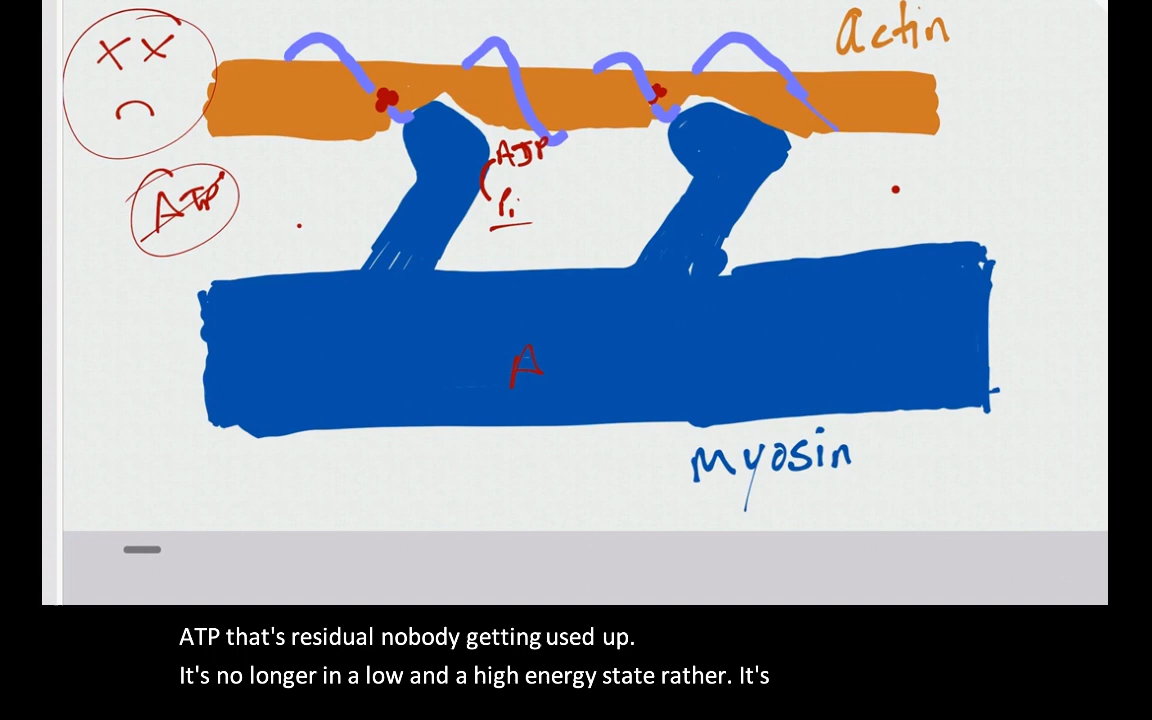 actin
X X
ATP
ATP
Pi
A
myosin
ATP that's residual nobody getting used up.
It's no longer in a low and a high energy state rather. It's